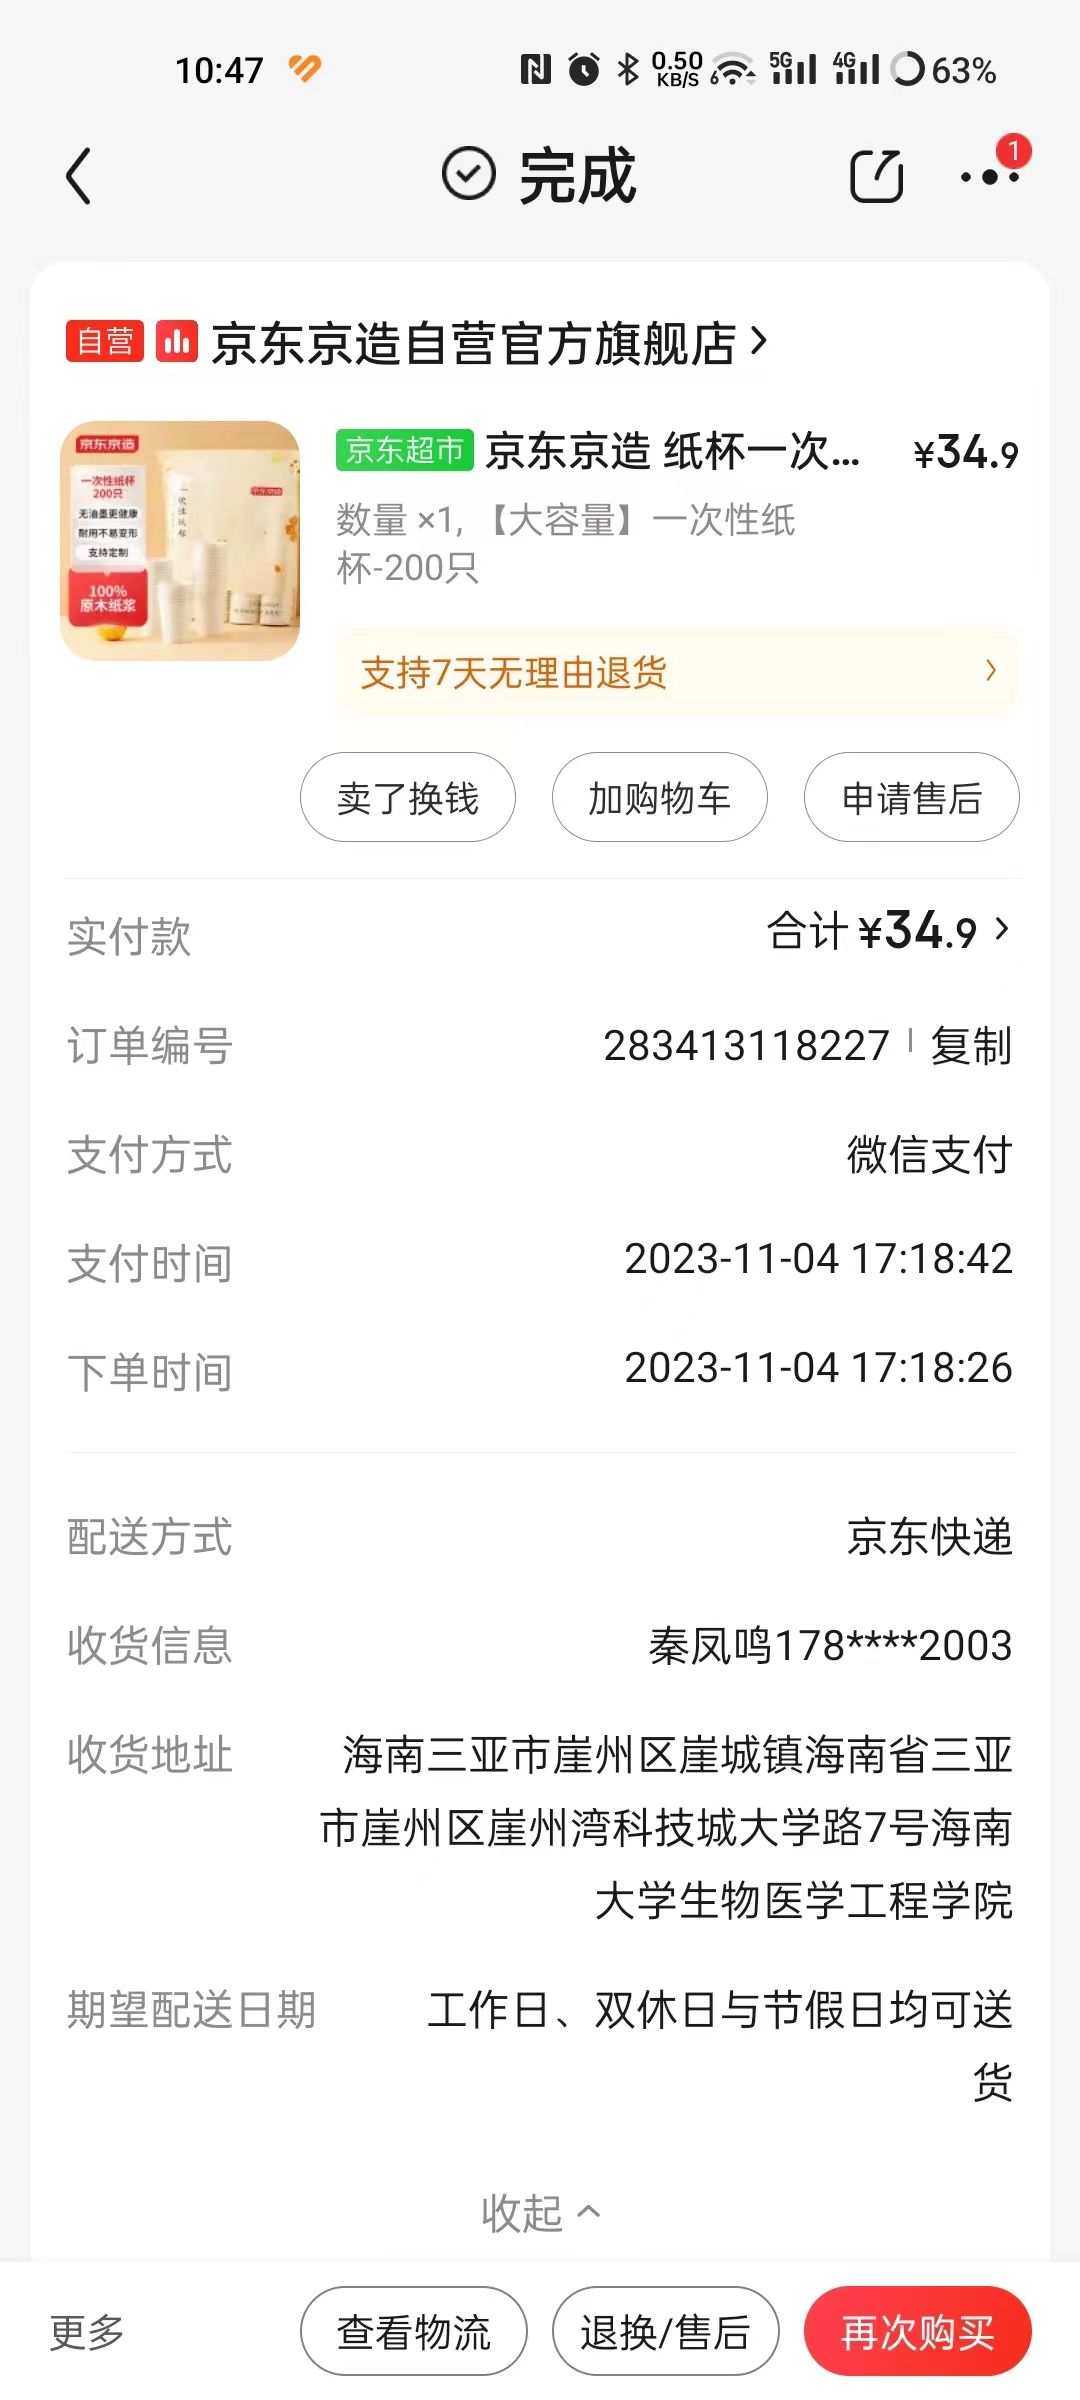 10:47
0.50 KB/S 6 5G 4G 63%
完成
1
自营 京东京造自营官方旗舰店
京东京造
一次性纸杯
200只
无油墨更健康
耐用不易变形
支持定制
100%
原木纸浆
一次性纸杯
京东超市 京东京造 纸杯一次... ¥34.9
数量 ×1, 【大容量】一次性纸
杯-200只
支持7天无理由退货
卖了换钱 加购物车 申请售后
实付款 合计 ¥34.9
订单编号 283413118227 | 复制
支付方式 微信支付
支付时间 2023-11-04 17:18:42
下单时间 2023-11-04 17:18:26
配送方式 京东快递
收货信息 秦凤鸣178****2003
收货地址 海南三亚市崖州区崖城镇海南省三亚
市崖州区崖州湾科技城大学路7号海南
大学生物医学工程学院
期望配送日期 工作日、双休日与节假日均可送
货
收起
更多 查看物流 退换/售后 再次购买